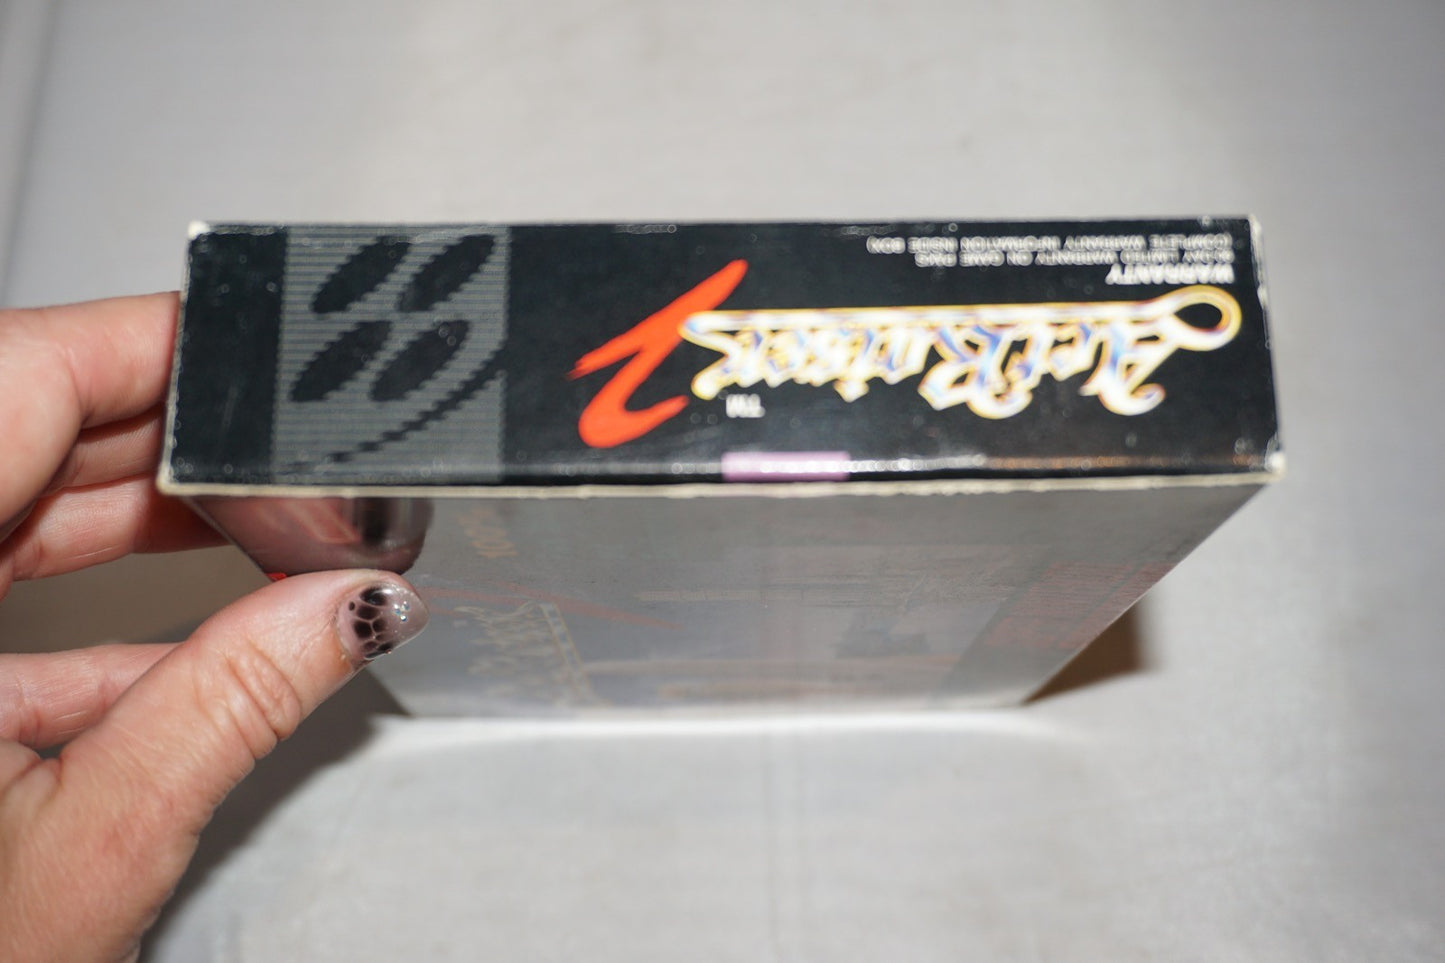 ActRaiser 2
TM
WARRANTY
90-DAY LIMITED WARRANTY ON GAME PAKS
(COMPLETE WARRANTY INFORMATION INSIDE BOX)